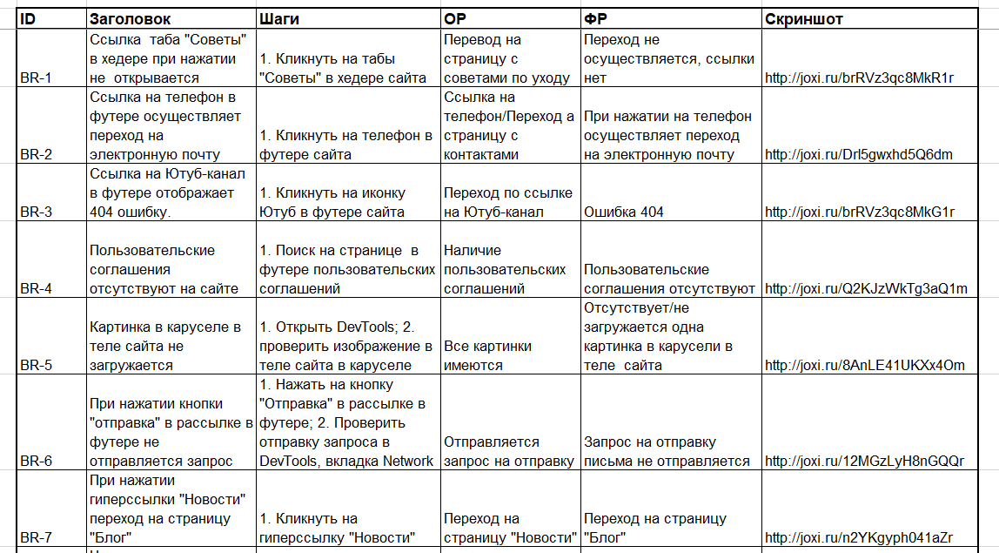 ID Заголовок Шаги ОР ФР Скриншот
BR-1
Ссылка таба "Советы"
в хедере при нажатии
не открывается
1. Кликнуть на табы
"Советы" в хедере сайта
Перевод на
страницу с
советами по уходу
Переход не
осуществляется, ссылки
нет
http://joxi.ru/brRVz3qc8MkR1r
BR-2
Ссылка на телефон в
футере осуществляет
переход на
электронную почту
1. Кликнуть на телефон в
футере сайта
Ссылка на
телефон/Переход а
страницу с
контактами
При нажатии на телефон
осуществляет переход
на электронную почту
http://joxi.ru/Drl5gwxhd5Q6dm
BR-3
Ссылка на Ютуб-канал
в футере отображает
404 ошибку.
1. Кликнуть на иконку
Ютуб в футере сайта
Переход по ссылке
на Ютуб-канал
Ошибка 404
http://joxi.ru/brRVz3qc8MkG1r
BR-4
Пользовательские
соглашения
отсутствуют на сайте
1. Поиск на странице в
футере пользовательских
соглашений
Наличие
пользовательских
соглашений
Пользовательские
соглашения отсутствуют
http://joxi.ru/Q2KJzWkTg3aQ1m
BR-5
Картинка в каруселе в
теле сайта не
загружается
1. Открыть DevTools; 2.
проверить изображение в
теле сайта в каруселе
Все картинки
имеются
Отсутствует/не
загружается одна
картинка в карусели в
теле сайта
http://joxi.ru/8AnLE41UKXx4Om
BR-6
При нажатии кнопки
"отправка" в рассылке в
футере не
отправляется запрос
1. Нажать на кнопку
"Отправка" в рассылке в
футере; 2. Проверить
отправку запроса в
DevTools, вкладка Network
Отправляется
запрос на отправку
Запрос на отправку
письма не отправляется
http://joxi.ru/12MGzLyH8nGQQr
BR-7
При нажатии
гиперссылки "Новости"
переход на страницу
"Блог"
1. Кликнуть на
гиперссылку "Новости"
Переход на
страницу "Новости"
Переход на страницу
"Блог"
http://joxi.ru/n2YKgyph041aZr